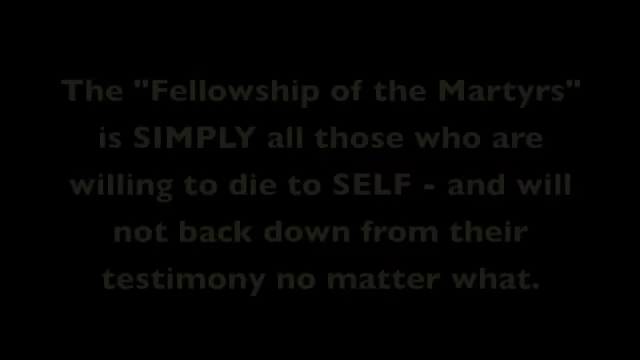 The "Fellowship of the Martyrs"
is SIMPLY all those who are
willing to die to SELF - and will
not back down from their
testimony no matter what.